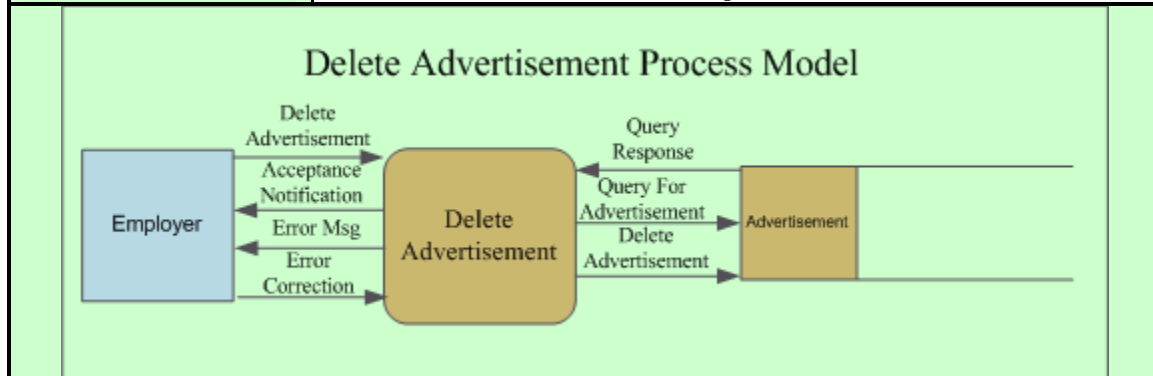 Delete Advertisement Process Model
Delete
Advertisement
Acceptance
Notification
Error Msg
Error
Correction
Employer
Delete
Advertisement
Query
Response
Query For
Advertisement
Delete
Advertisement
Advertisement